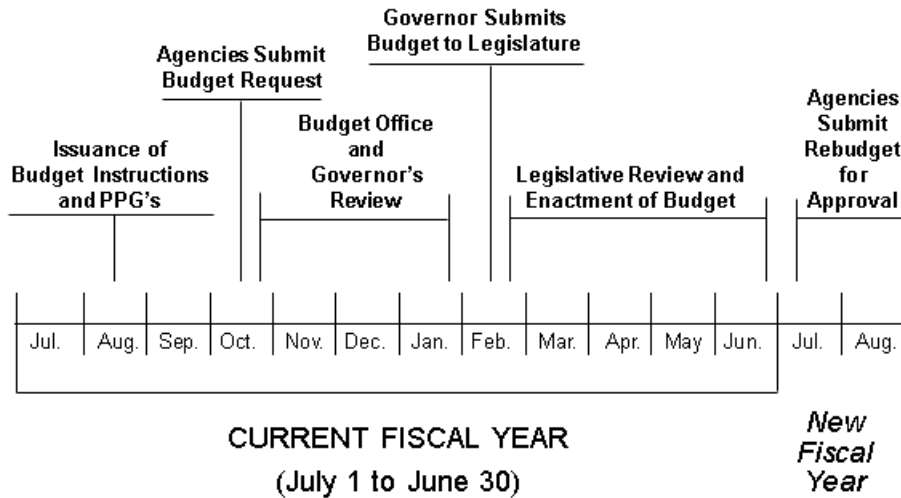 Governor Submits
Budget to Legislature
Agencies Submit
Budget Request
Agencies
Submit
Rebudget
for
Approval
Budget Office
and
Governor's
Review
Issuance of
Budget Instructions
and PPG's
Legislative Review and
Enactment of Budget
Jul. Aug. Sep. Oct. Nov. Dec. Jan. Feb. Mar. Apr. May Jun. Jul. Aug.
CURRENT FISCAL YEAR
(July 1 to June 30)
New
Fiscal
Year